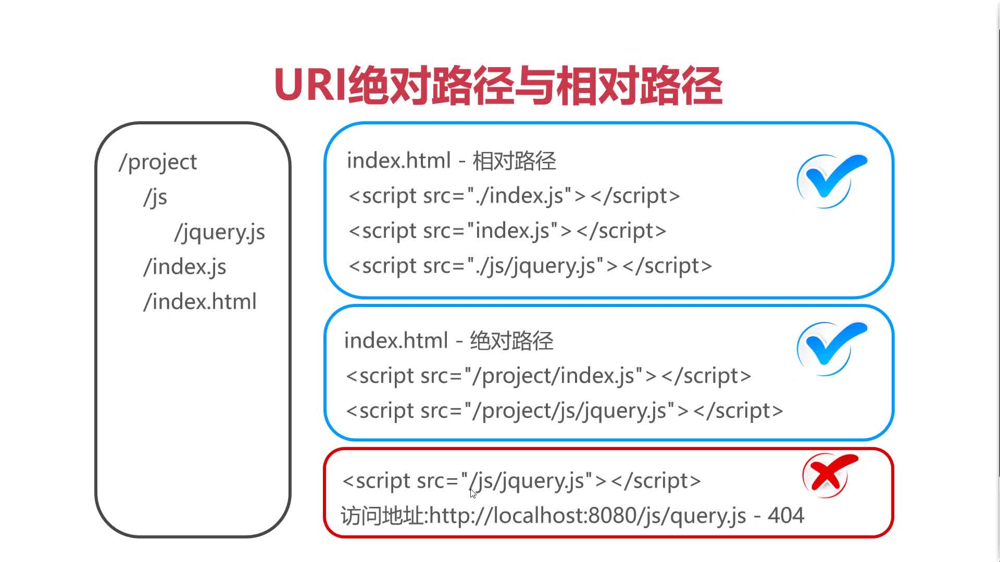 URI绝对路径与相对路径
/project
/js
/jquery.js
/index.js
/index.html
index.html - 相对路径
<script src="./index.js"></script>
<script src="index.js"></script>
<script src="./js/jquery.js"></script>
index.html - 绝对路径
<script src="/project/index.js"></script>
<script src="/project/js/jquery.js"></script>
<script src="/js/jquery.js"></script>
访问地址:http://localhost:8080/js/query.js - 404